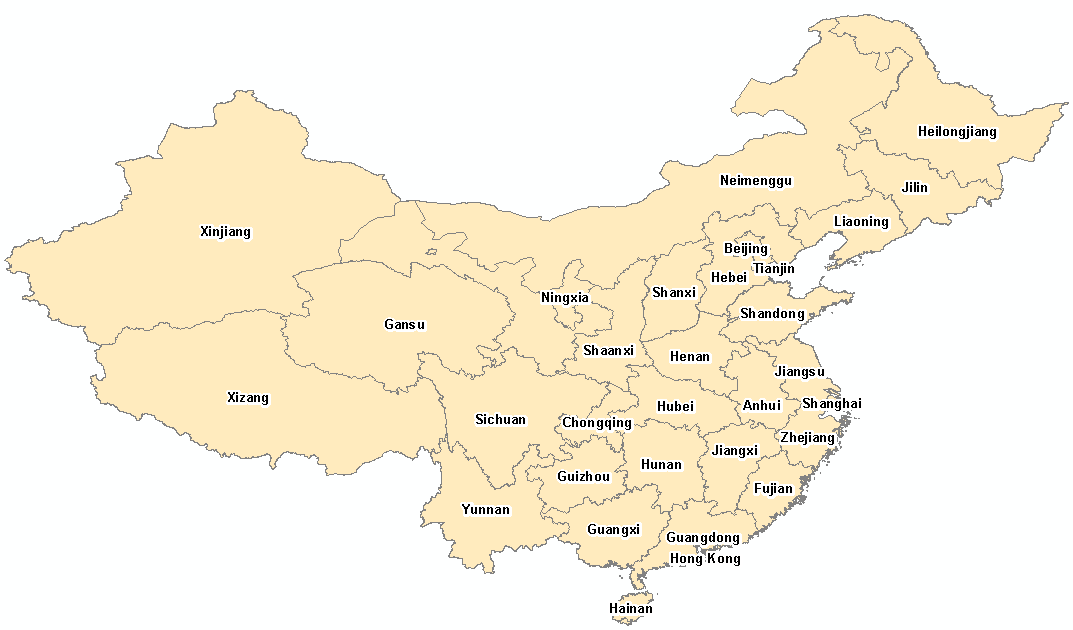 Heilongjiang
Neimenggu
Jilin
Liaoning
Xinjiang
Beijing
Tianjin
Hebei
Shanxi
Ningxia
Shandong
Gansu
Shaanxi
Henan
Jiangsu
Xizang
Shanghai
Anhui
Hubei
Sichuan
Chongqing
Zhejiang
Jiangxi
Hunan
Guizhou
Fujian
Yunnan
Guangxi
Guangdong
Hong Kong
Hainan